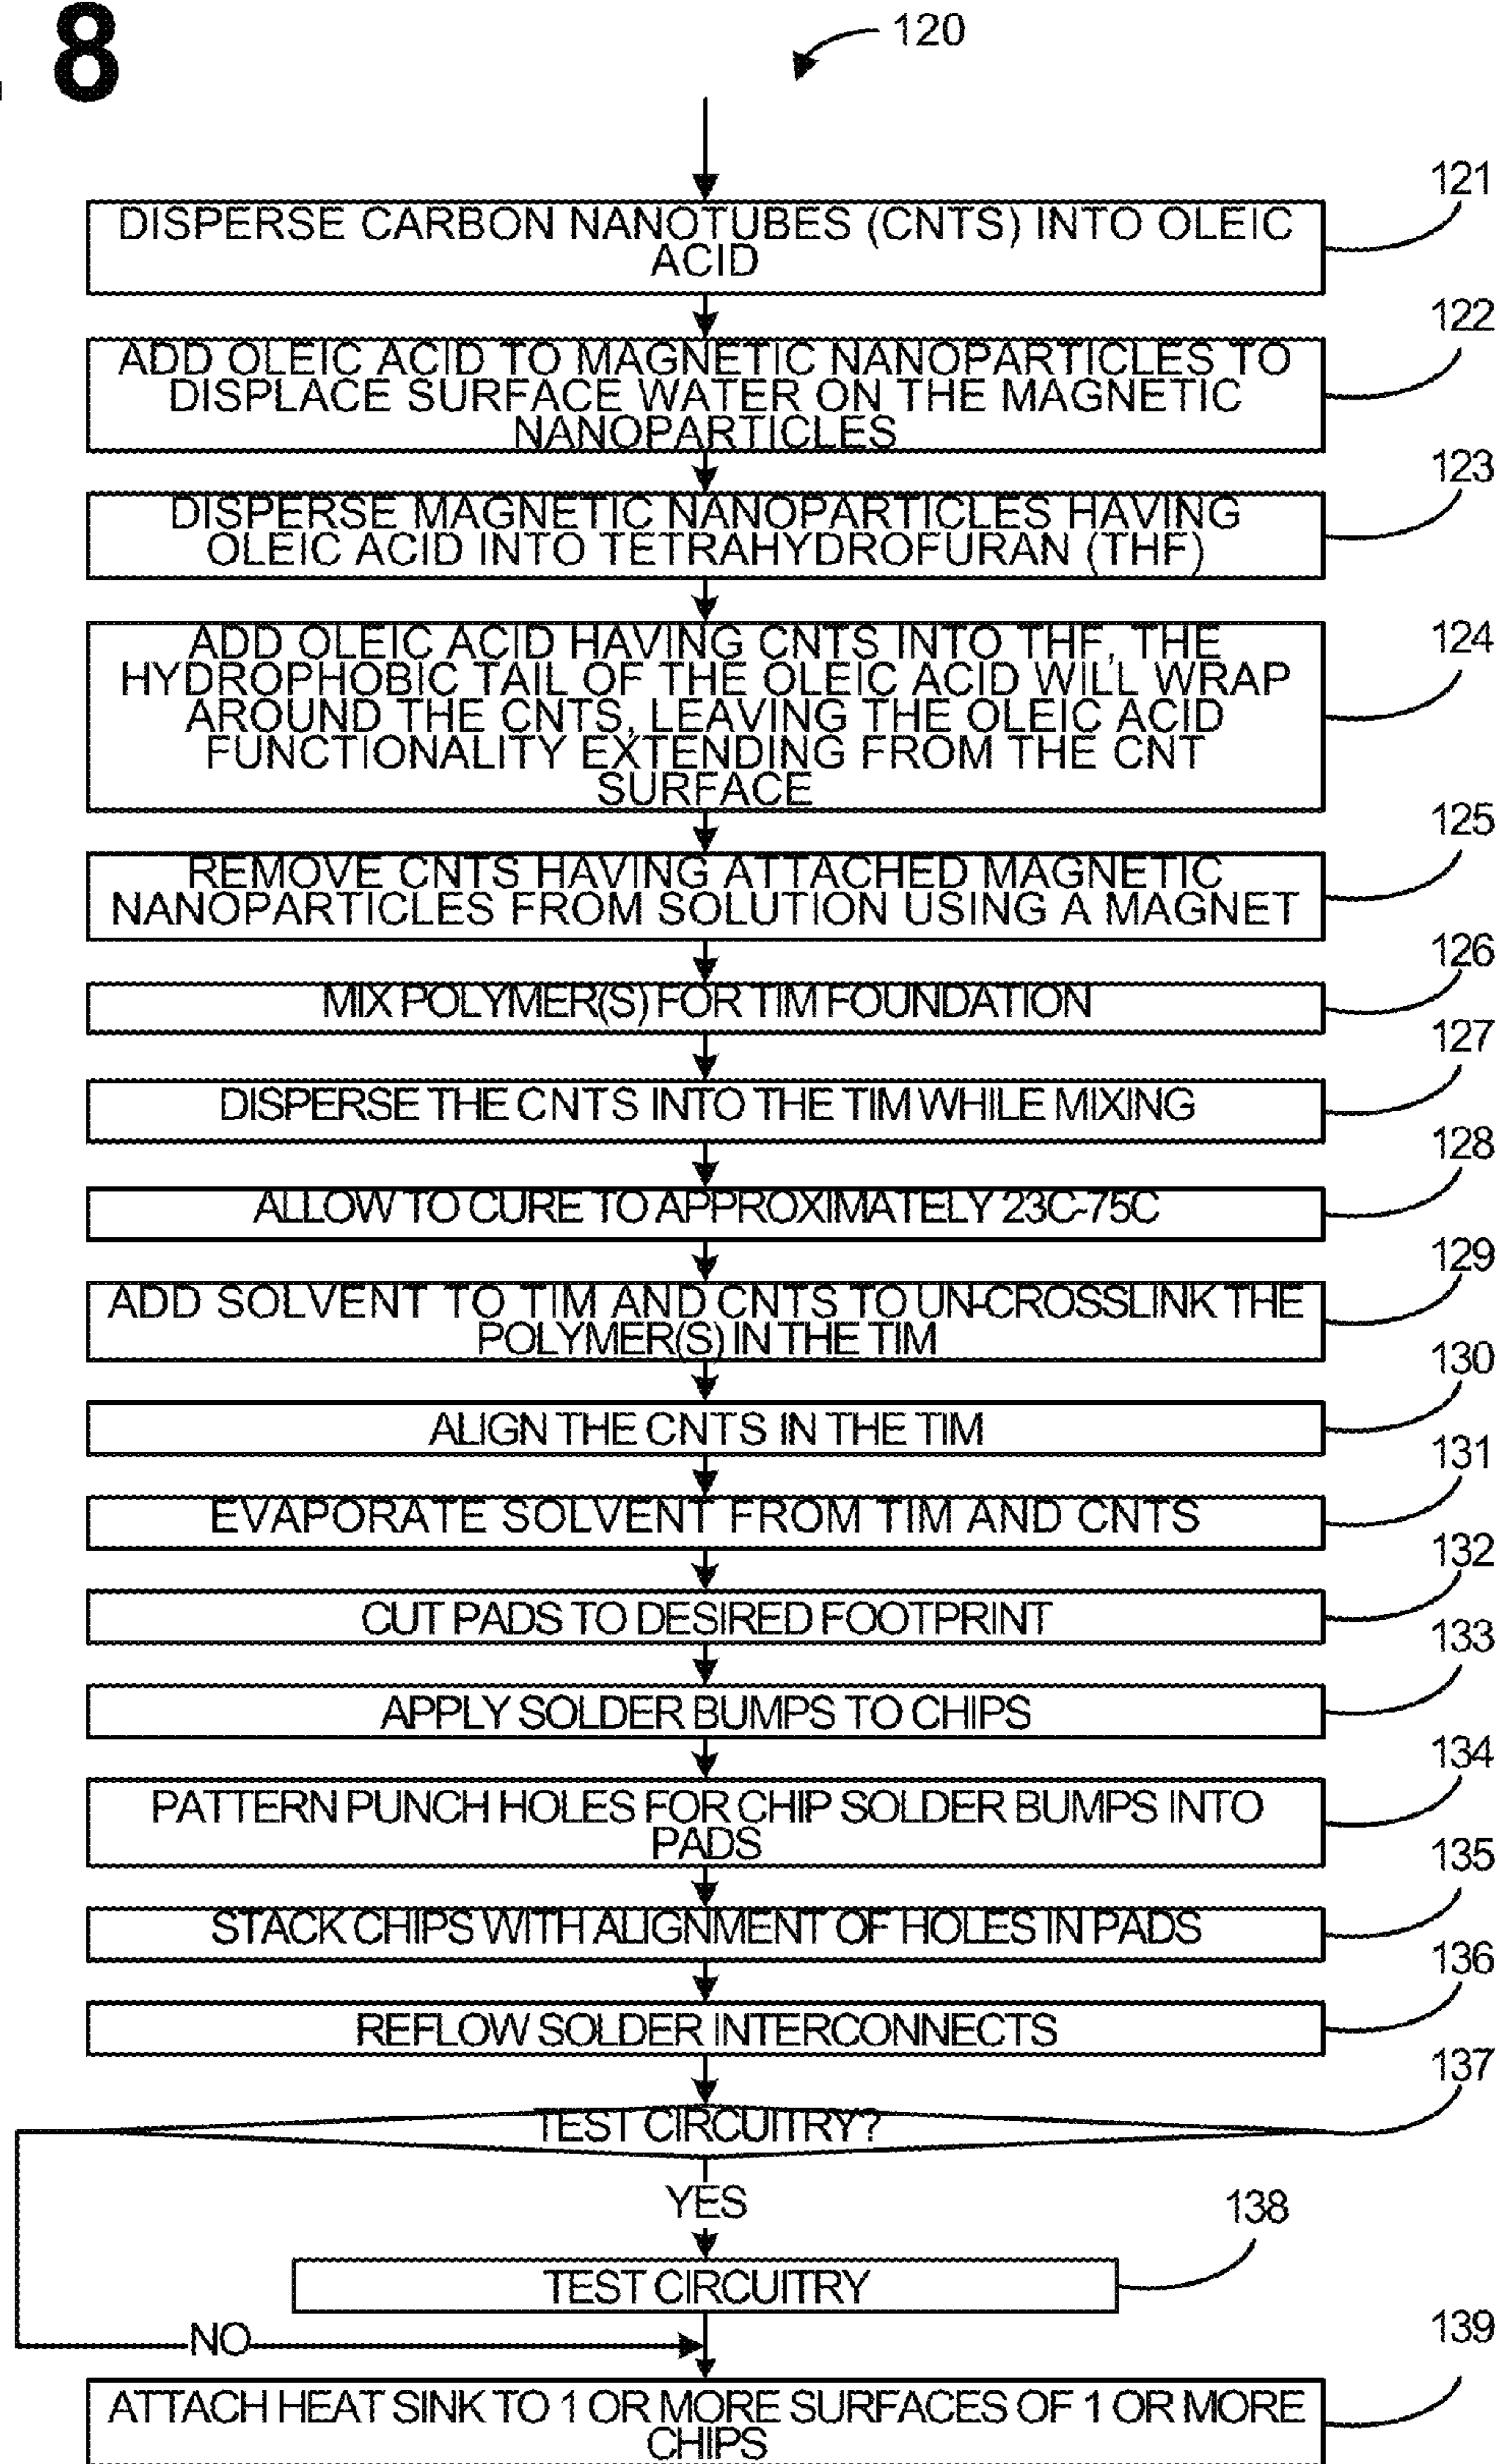 8
120
DISPERSE CARBON NANOTUBES (CNTS) INTO OLEIC
ACID
121
ADD OLEIC ACID TO MAGNETIC NANOPARTICLES TO
DISPLACE SURFACE WATER ON THE MAGNETIC
NANOPARTICLES
122
DISPERSE MAGNETIC NANOPARTICLES HAVING
OLEIC ACID INTO TETRAHYDROFURAN (THF)
123
ADD OLEIC ACID HAVING CNTS INTO THF, THE
HYDROPHOBIC TAIL OF THE OLEIC ACID WILL WRAP
AROUND THE CNTS, LEAVING THE OLEIC ACID
FUNCTIONALITY EXTENDING FROM THE CNT
SURFACE
124
REMOVE CNTS HAVING ATTACHED MAGNETIC
NANOPARTICLES FROM SOLUTION USING A MAGNET
125
MIX POLYMER(S) FOR TIM FOUNDATION
126
DISPERSE THE CNTS INTO THE TIM WHILE MIXING
127
ALLOW TO CURE TO APPROXIMATELY 23C-75C
128
ADD SOLVENT TO TIM AND CNTS TO UN-CROSSLINK THE
POLYMER(S) IN THE TIM
129
ALIGN THE CNTS IN THE TIM
130
EVAPORATE SOLVENT FROM TIM AND CNTS
131
CUT PADS TO DESIRED FOOTPRINT
132
APPLY SOLDER BUMPS TO CHIPS
133
PATTERN PUNCH HOLES FOR CHIP SOLDER BUMPS INTO
PADS
134
STACK CHIPS WITH ALIGNMENT OF HOLES IN PADS
135
REFLOW SOLDER INTERCONNECTS
136
TEST CIRCUITRY?
137
YES
TEST CIRCUITRY
138
NO
ATTACH HEAT SINK TO 1 OR MORE SURFACES OF 1 OR MORE
CHIPS
139